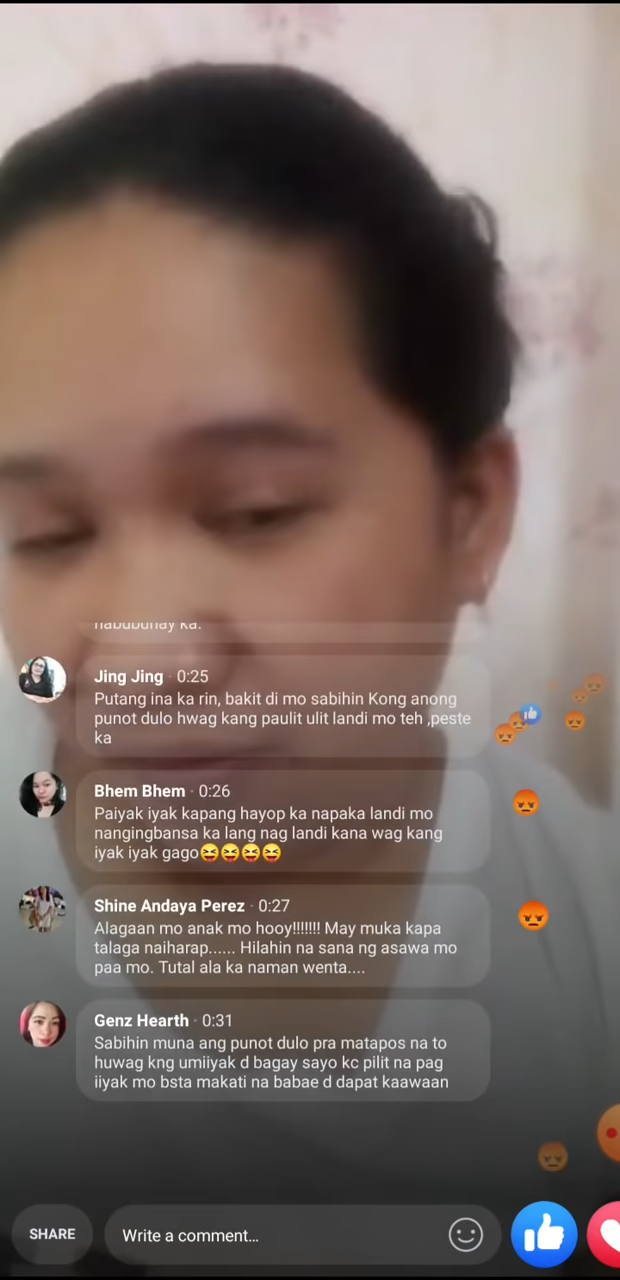 nabubuhay ka.
Jing Jing · 0:25
Putang ina ka rin, bakit di mo sabihin Kong anong
punot dulo hwag kang paulit ulit landi mo teh ,peste
ka
Bhem Bhem · 0:26
Paiyak iyak kapang hayop ka napaka landi mo
nangingbansa ka lang nag landi kana wag kang
iyak iyak gago😝😝😝😝
Shine Andaya Perez · 0:27
Alagaan mo anak mo hooy!!!!!!! May muka kapa
talaga naiharap...... Hilahin na sana ng asawa mo
paa mo. Tutal ala ka naman wenta....
Genz Hearth · 0:31
Sabihin muna ang punot dulo pra matapos na to
huwag kng umiiyak d bagay sayo kc pilit na pag
iiyak mo bsta makati na babae d dapat kaawaan
SHARE
Write a comment...